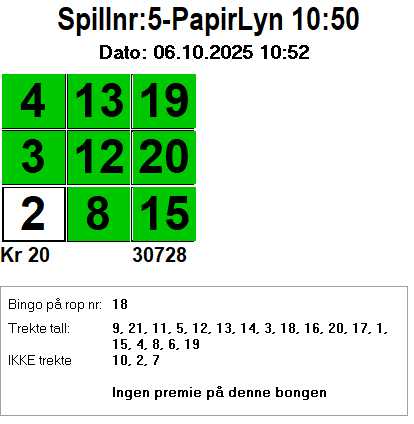 Spillnr:5-PapirLyn 10:50
Dato: 06.10.2025 10:52
4 13 19
3 12 20
2 8 15
Kr 20 30728
Bingo på rop nr: 18
Trekte tall: 9, 21, 11, 5, 12, 13, 14, 3, 18, 16, 20, 17, 1,
15, 4, 8, 6, 19
IKKE trekte 10, 2, 7
Ingen premie på denne bongen